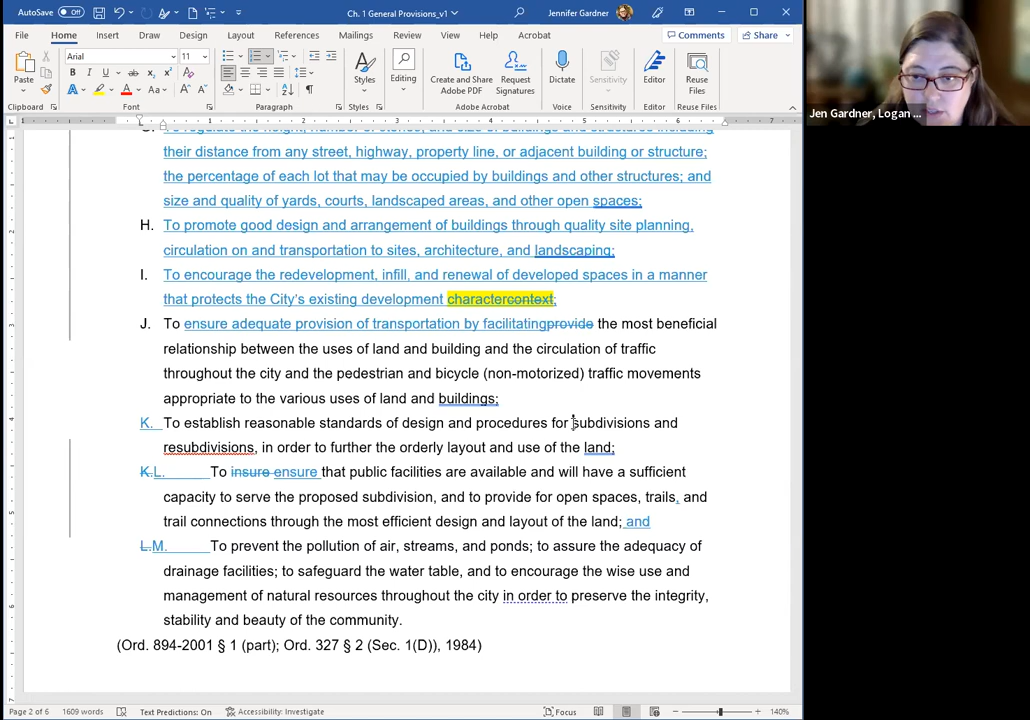 AutoSave Off Ch. 1 General Provisions_v1 Jennifer Gardner
File Home Insert Draw Design Layout References Mailings Review View Help Acrobat Comments Share
Arial 11
Paste Styles Editing Create and Share Adobe PDF Request Signatures Dictate Sensitivity Editor Reuse Files
Clipboard Font Paragraph Styles Adobe Acrobat Voice Sensitivity Editor Reuse Files
Jen Gardner, Logan ...
G. To regulate the height, number of stories, and size of buildings and structures including
their distance from any street, highway, property line, or adjacent building or structure;
the percentage of each lot that may be occupied by buildings and other structures; and
size and quality of yards, courts, landscaped areas, and other open spaces;
H. To promote good design and arrangement of buildings through quality site planning,
circulation on and transportation to sites, architecture, and landscaping;
I. To encourage the redevelopment, infill, and renewal of developed spaces in a manner
that protects the City's existing development charactercontext;
J. To ensure adequate provision of transportation by facilitatingprovide the most beneficial
relationship between the uses of land and building and the circulation of traffic
throughout the city and the pedestrian and bicycle (non-motorized) traffic movements
appropriate to the various uses of land and buildings;
K. To establish reasonable standards of design and procedures for subdivisions and
resubdivisions, in order to further the orderly layout and use of the land;
K.L. To insure ensure that public facilities are available and will have a sufficient
capacity to serve the proposed subdivision, and to provide for open spaces, trails, and
trail connections through the most efficient design and layout of the land; and
L.M. To prevent the pollution of air, streams, and ponds; to assure the adequacy of
drainage facilities; to safeguard the water table, and to encourage the wise use and
management of natural resources throughout the city in order to preserve the integrity,
stability and beauty of the community.
(Ord. 894-2001 § 1 (part); Ord. 327 § 2 (Sec. 1(D)), 1984)
Page 2 of 6 1609 words Text Predictions: On Accessibility: Investigate Focus 140%